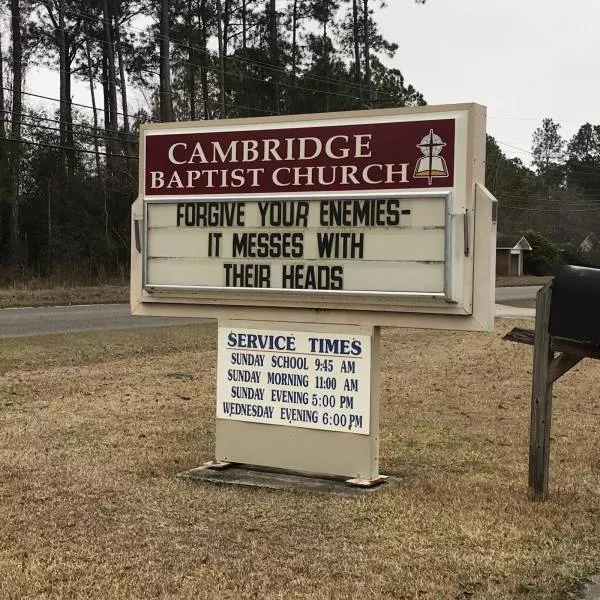 CAMBRIDGE
BAPTIST CHURCH
FORGIVE YOUR ENEMIES-
IT MESSES WITH
THEIR HEADS
SERVICE TIMES
SUNDAY SCHOOL 9:45 AM
SUNDAY MORNING 11:00 AM
SUNDAY EVENING 5:00 PM
WEDNESDAY EVENING 6:00 PM